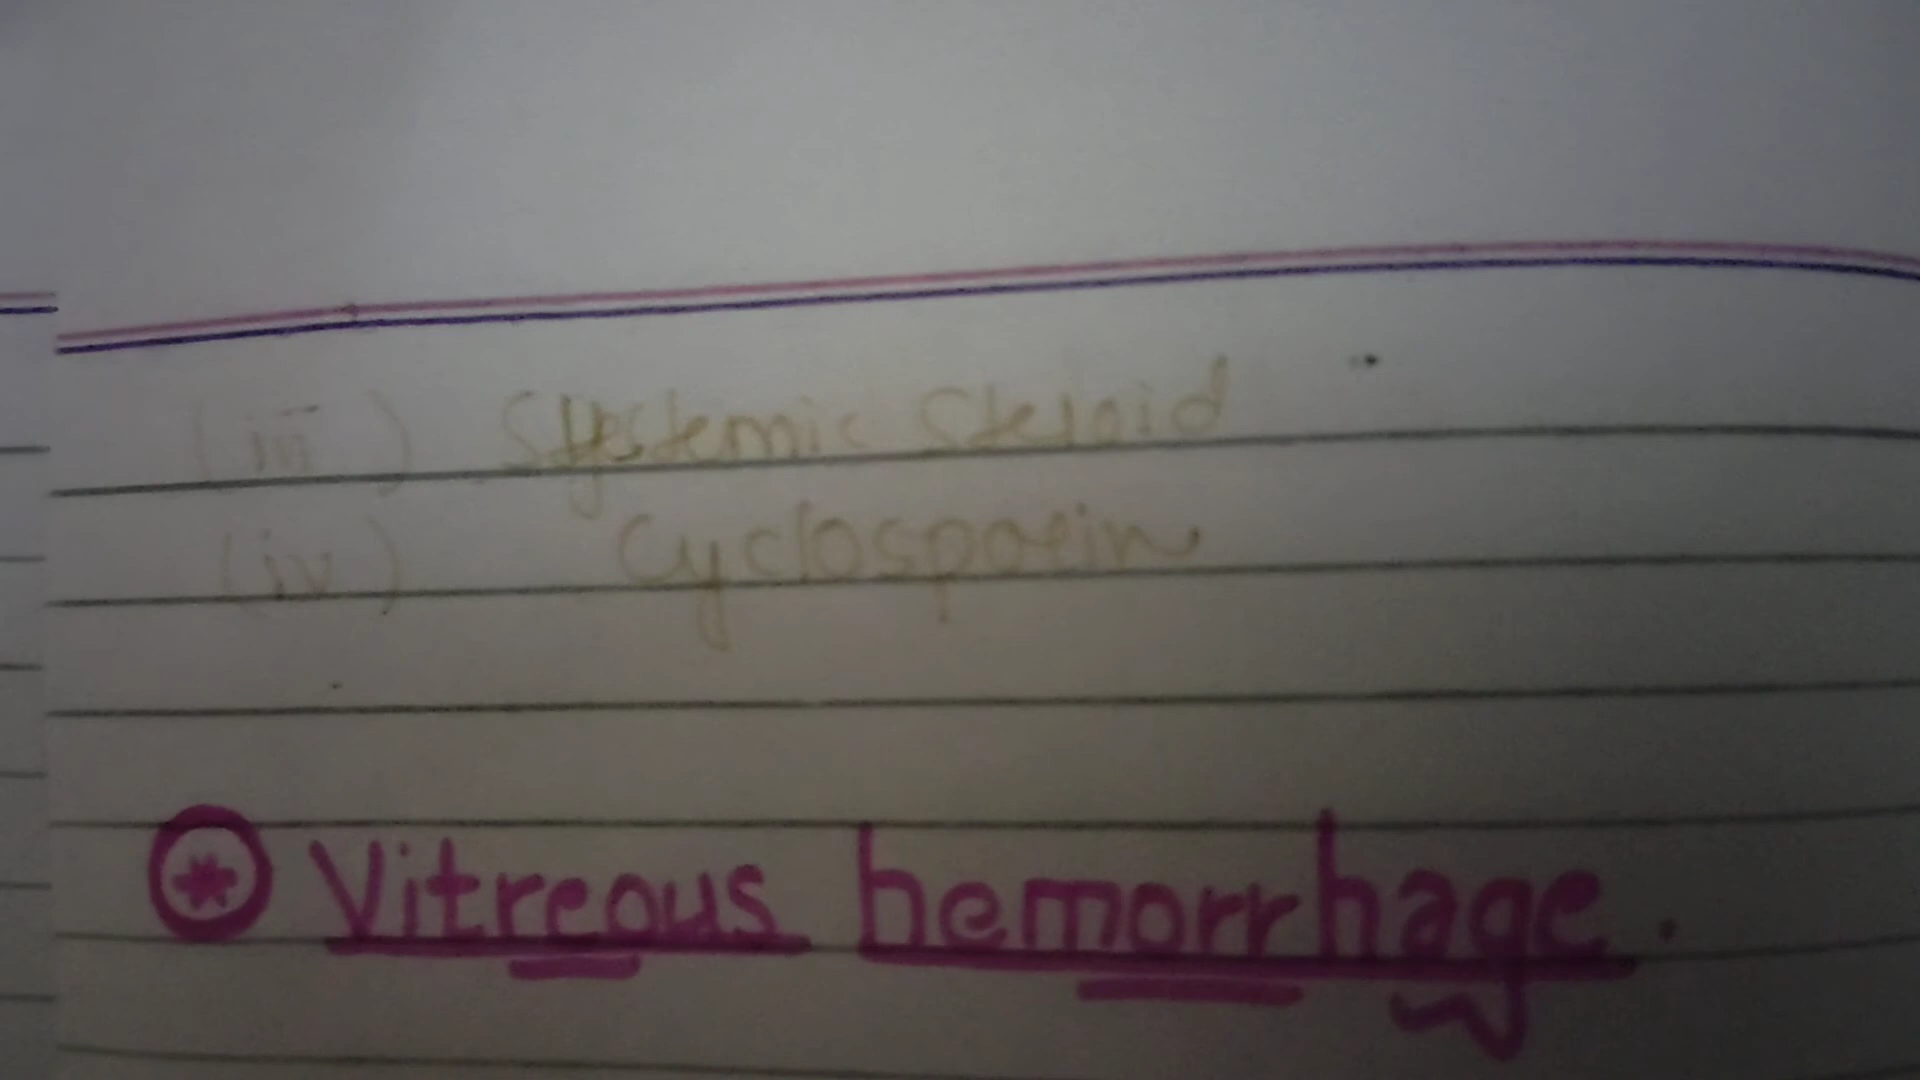 (iii) Systemic Steroid
(iv) Cyclosporin
* Vitreous hemorrhage.